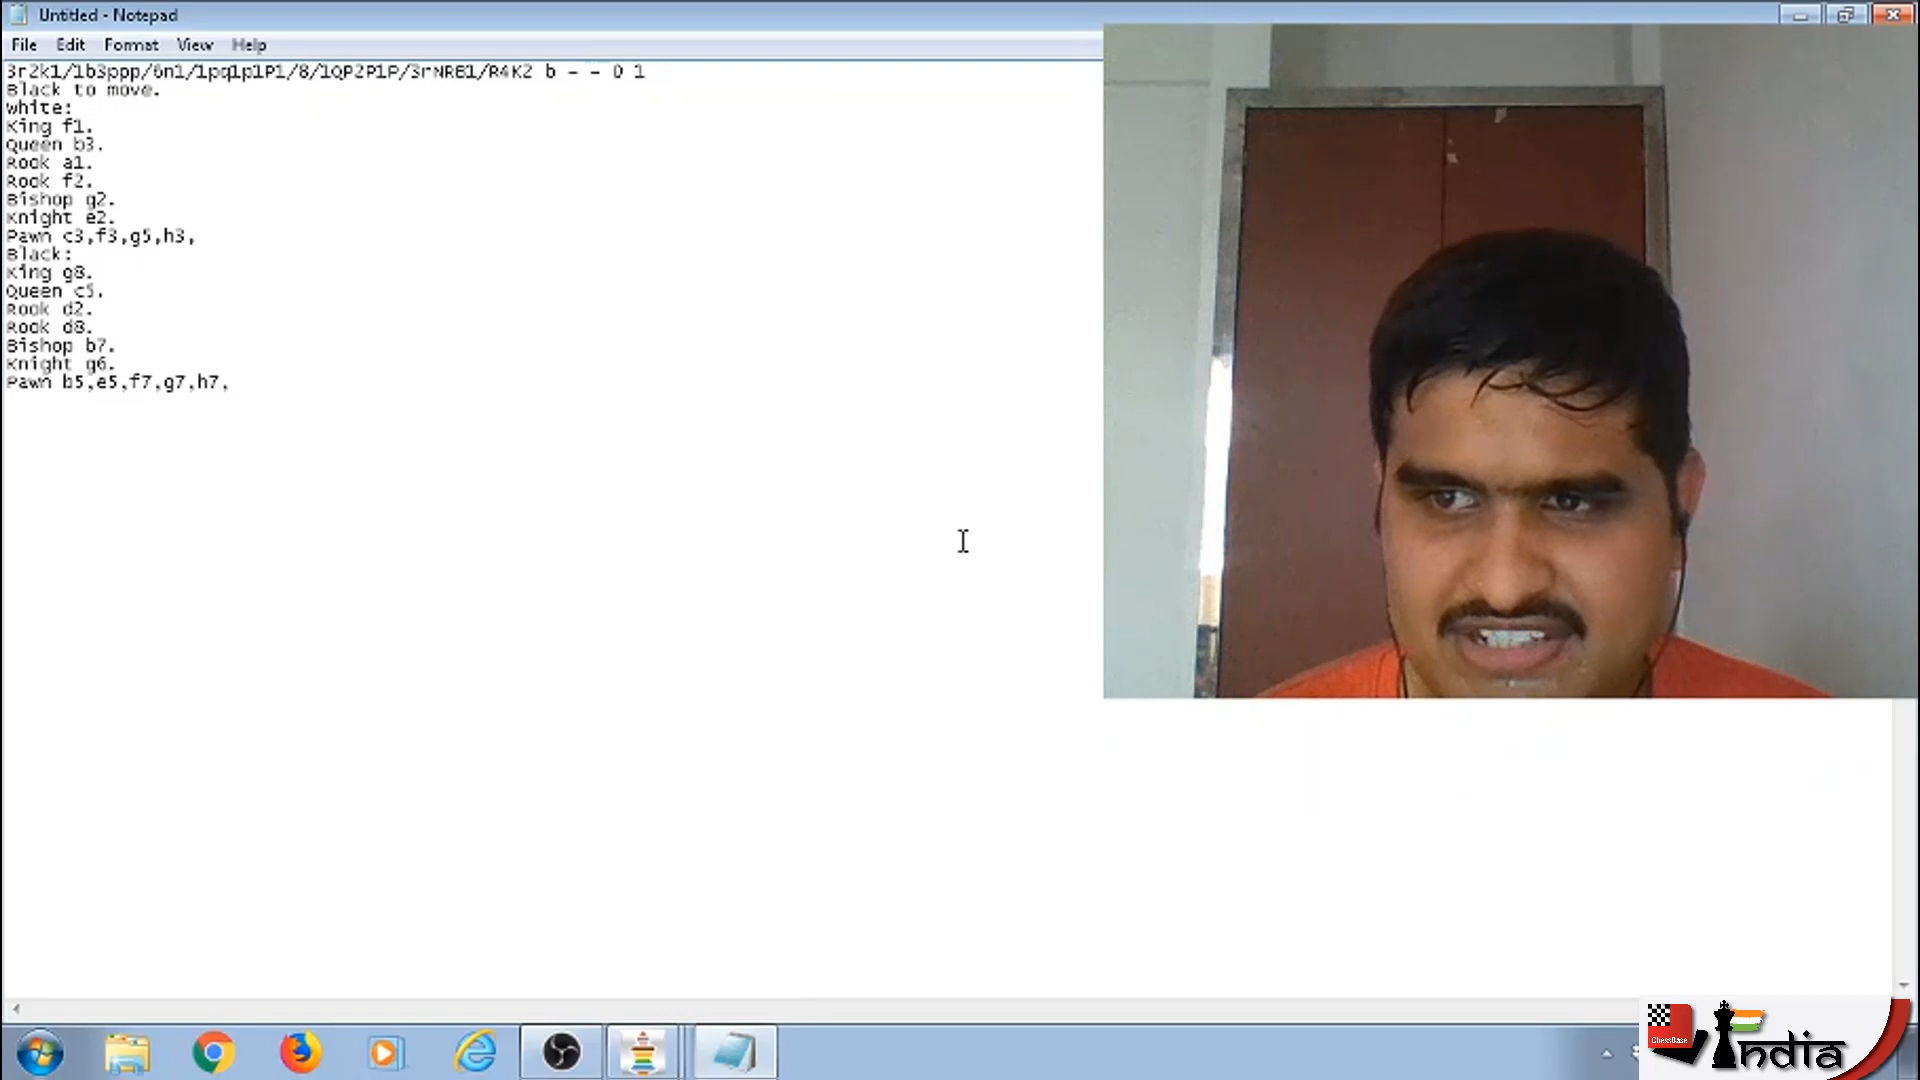 Untitled - Notepad
File Edit Format View Help
3r2k1/1b3ppp/6n1/1pq1p1P1/8/1QP2P1P/3rNRB1/R4K2 b - - 0 1
Black to move.
White:
King f1.
Queen b3.
Rook a1.
Rook f2.
Bishop g2.
Knight e2.
Pawn c3,f3,g5,h3,
Black:
King g8.
Queen c5.
Rook d2.
Rook d8.
Bishop b7.
Knight g6.
Pawn b5,e5,f7,g7,h7,
ChessBase
India